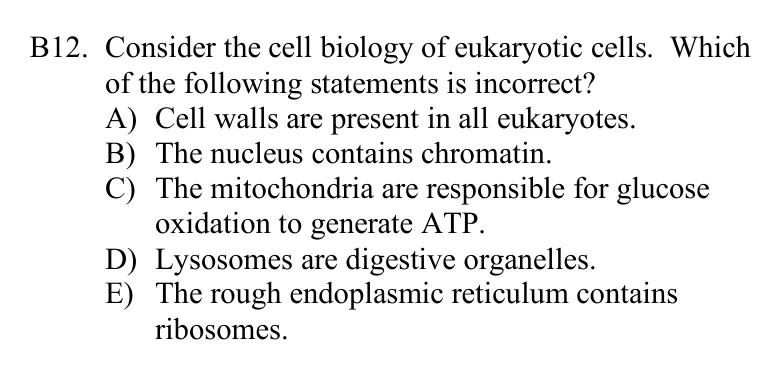 B12. Consider the cell biology of eukaryotic cells. Which
of the following statements is incorrect?
A) Cell walls are present in all eukaryotes.
B) The nucleus contains chromatin.
C) The mitochondria are responsible for glucose
oxidation to generate ATP.
D) Lysosomes are digestive organelles.
E) The rough endoplasmic reticulum contains
ribosomes.